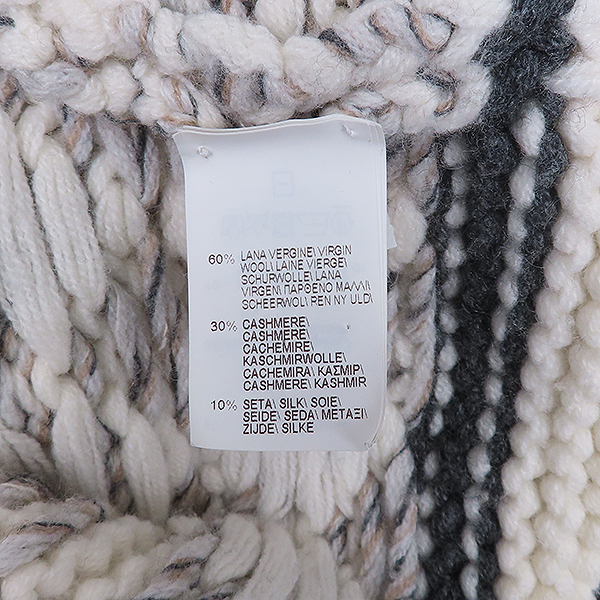 60% LANA VERGINE\ VIRGIN
WOOL\ LAINE VIERGE\
SCHURWOLLE\ LANA
VIRGEN\ ΠΑΡΘΕΝΟ ΜΑΛΛΙ\
SCHEERWOL\ REN NY ULD\
30% CASHMERE\
CASHMERE\
CACHEMIRE\
KASCHMIRWOLLE\
CACHEMIRA\ ΚΑΣΜΙΡ\
CASHMERE\ KASHMIR
10% SETA\ SILK\ SOIE\
SEIDE\ SEDA\ ΜΕΤΑΞΙ\
ZIJDE\ SILKE